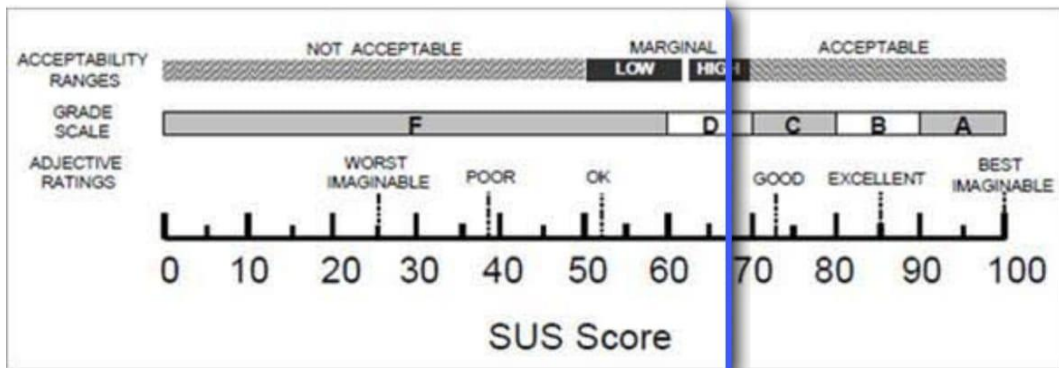 ACCEPTABILITY RANGES
NOT ACCEPTABLE
MARGINAL
ACCEPTABLE
LOW
HIGH
GRADE SCALE
F
D
C
B
A
ADJECTIVE RATINGS
WORST IMAGINABLE
POOR
OK
GOOD
EXCELLENT
BEST IMAGINABLE
0 10 20 30 40 50 60 70 80 90 100
SUS Score